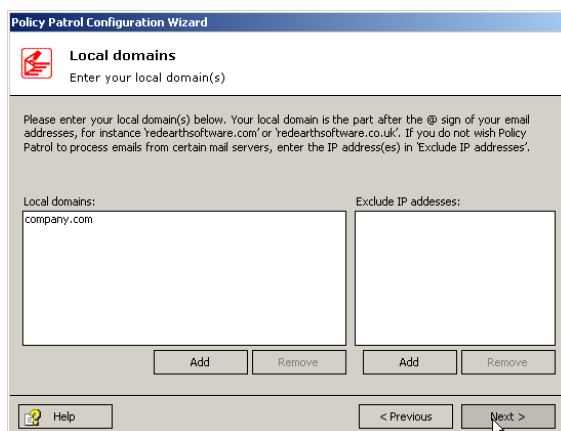 Policy Patrol Configuration Wizard
Local domains
Enter your local domain(s)
Please enter your local domain(s) below. Your local domain is the part after the @ sign of your email
addresses, for instance 'redearthsoftware.com' or 'redearthsoftware.co.uk'. If you do not wish Policy
Patrol to process emails from certain mail servers, enter the IP address(es) in 'Exclude IP addresses'.
Local domains: Exclude IP addesses:
company.com
Add Remove Add Remove
Help < Previous Next >